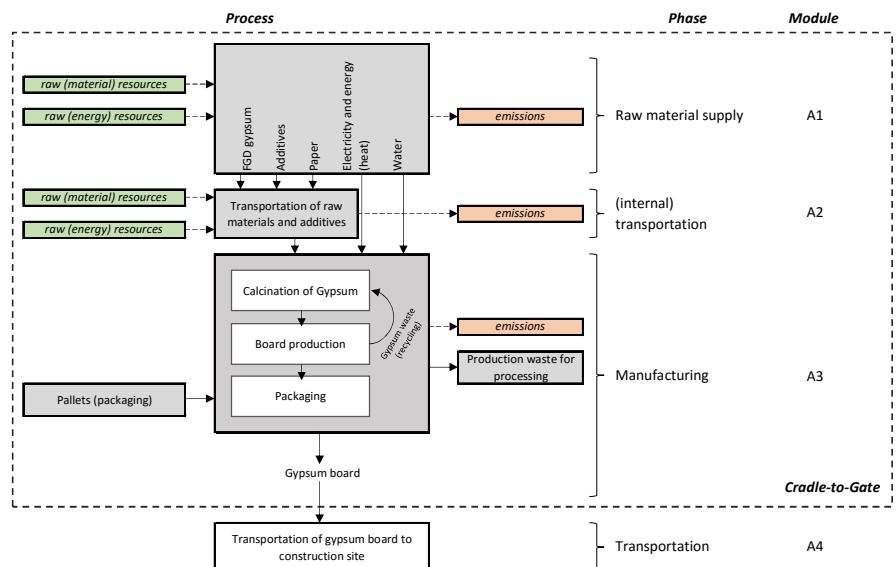 Process
Phase
Module
raw (material) resources
raw (energy) resources
FGD gypsum
Additives
Paper
Electricity and energy
(heat)
Water
emissions
Raw material supply
A1
raw (material) resources
raw (energy) resources
Transportation of raw
materials and additives
emissions
(internal)
transportation
A2
Calcination of Gypsum
Board production
Packaging
Gypsum waste
(recycling)
emissions
Production waste for
processing
Pallets (packaging)
Manufacturing
A3
Gypsum board
Cradle-to-Gate
Transportation of gypsum board to
construction site
Transportation
A4